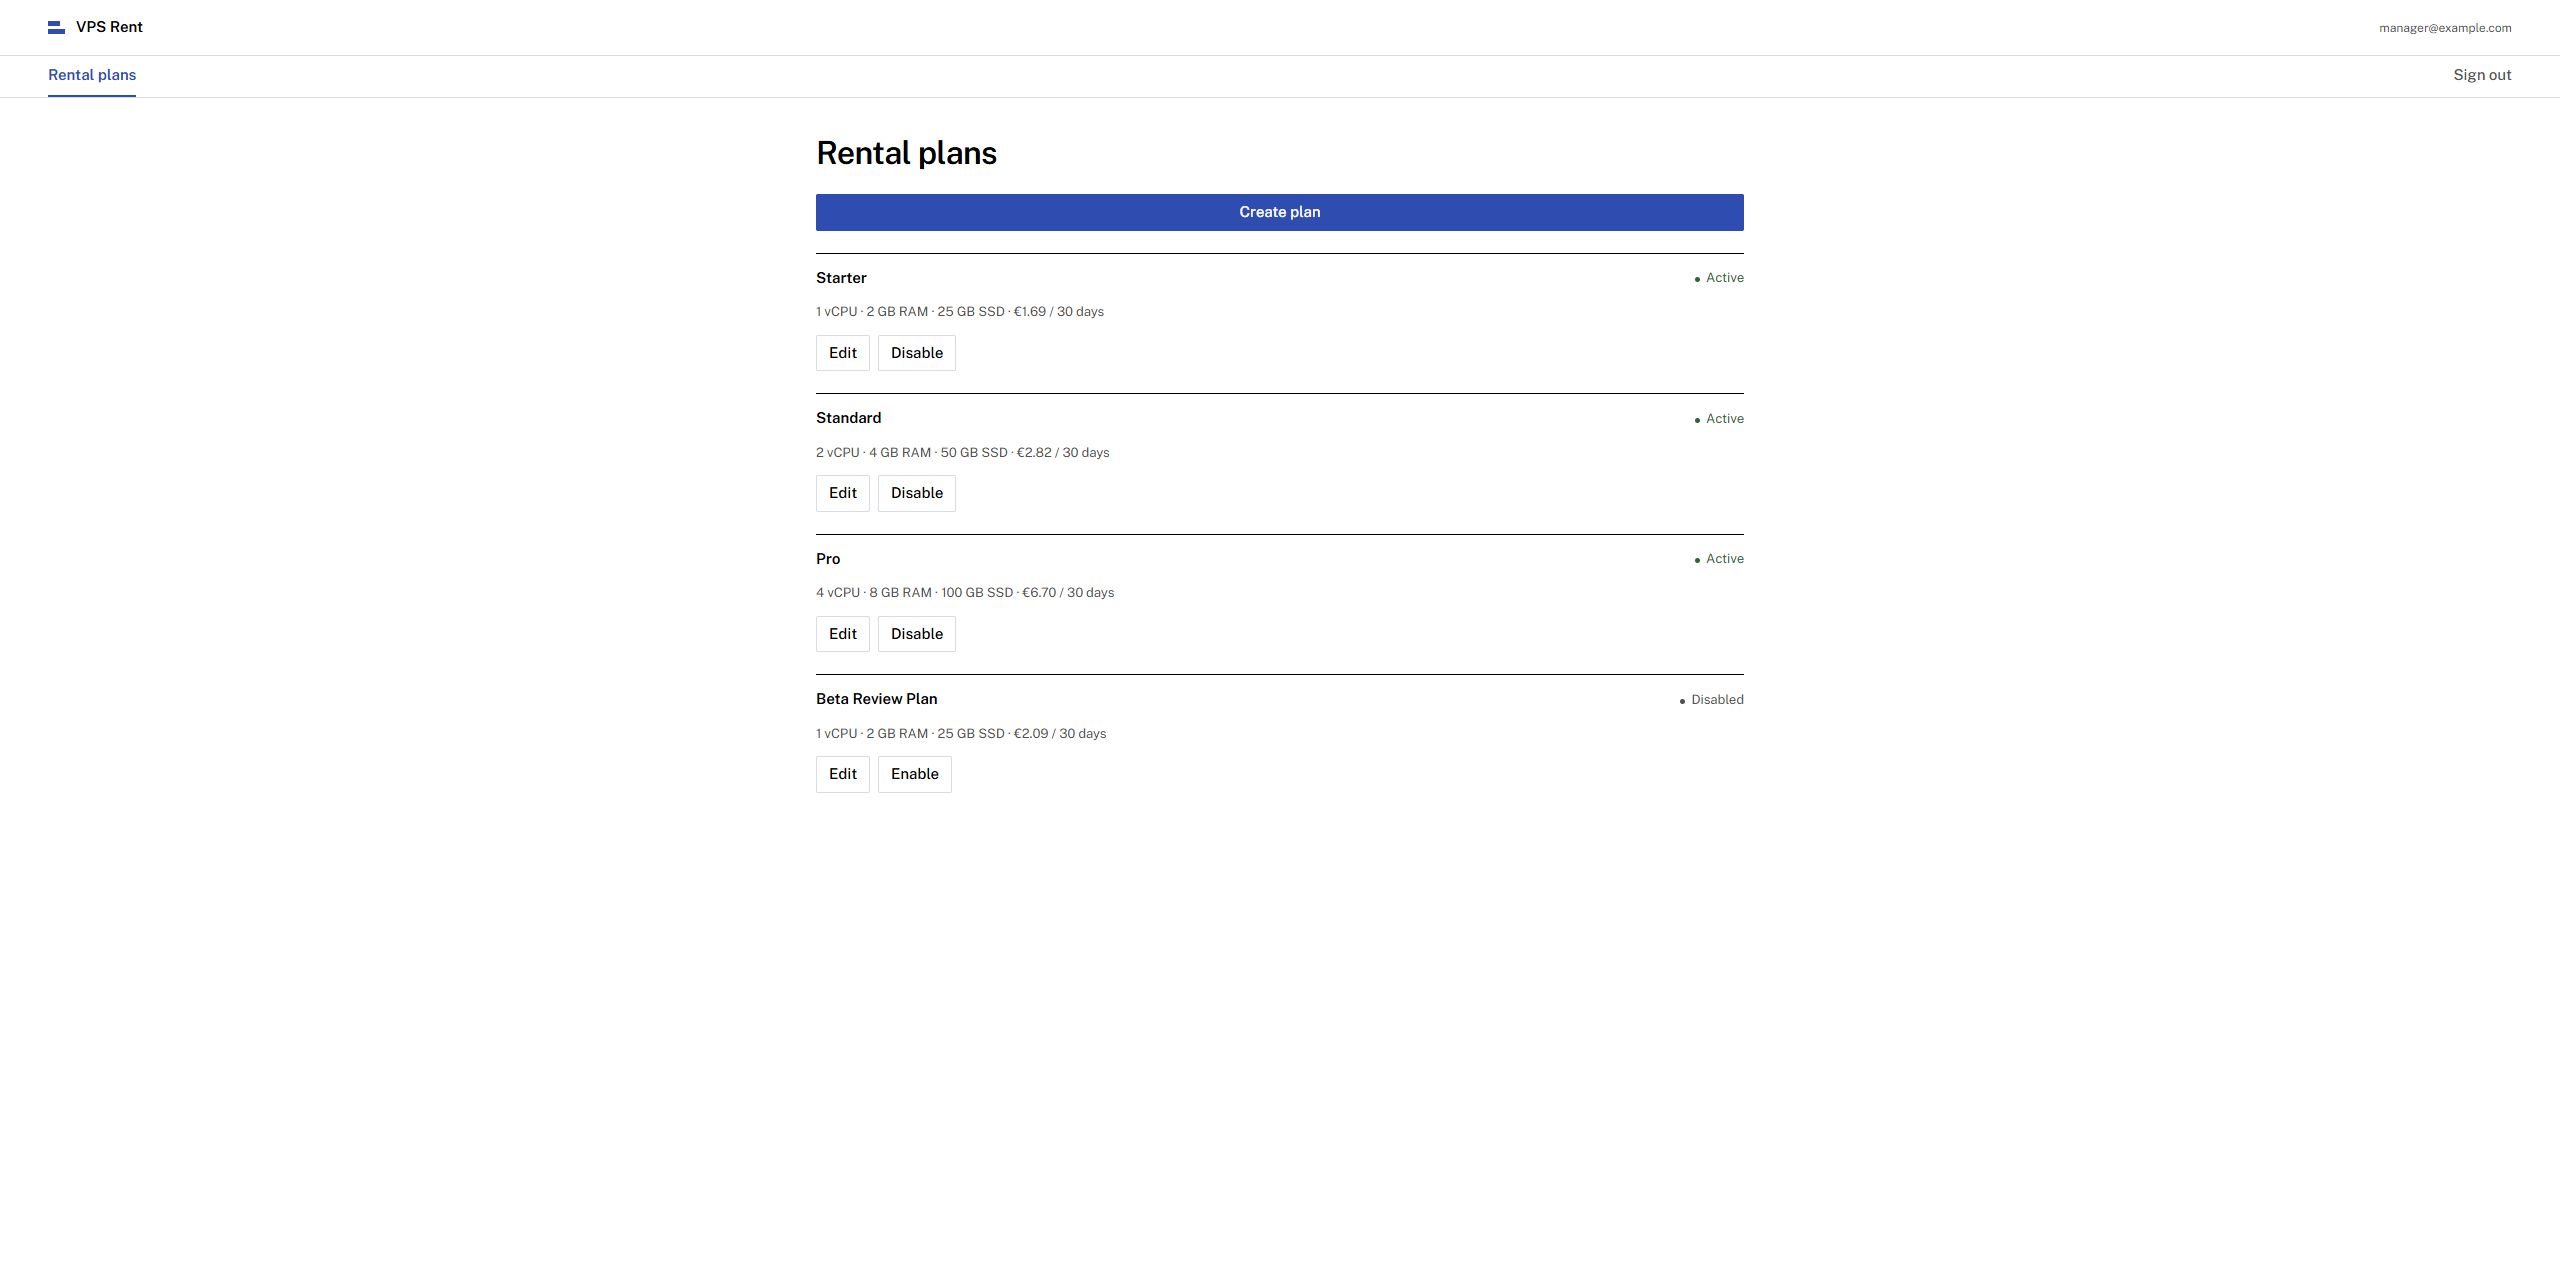 VPS Rent
manager@example.com
Rental plans
Sign out
Rental plans
Create plan
Starter
Active
1 vCPU · 2 GB RAM · 25 GB SSD · €1.69 / 30 days
Edit
Disable
Standard
Active
2 vCPU · 4 GB RAM · 50 GB SSD · €2.82 / 30 days
Edit
Disable
Pro
Active
4 vCPU · 8 GB RAM · 100 GB SSD · €6.70 / 30 days
Edit
Disable
Beta Review Plan
Disabled
1 vCPU · 2 GB RAM · 25 GB SSD · €2.09 / 30 days
Edit
Enable